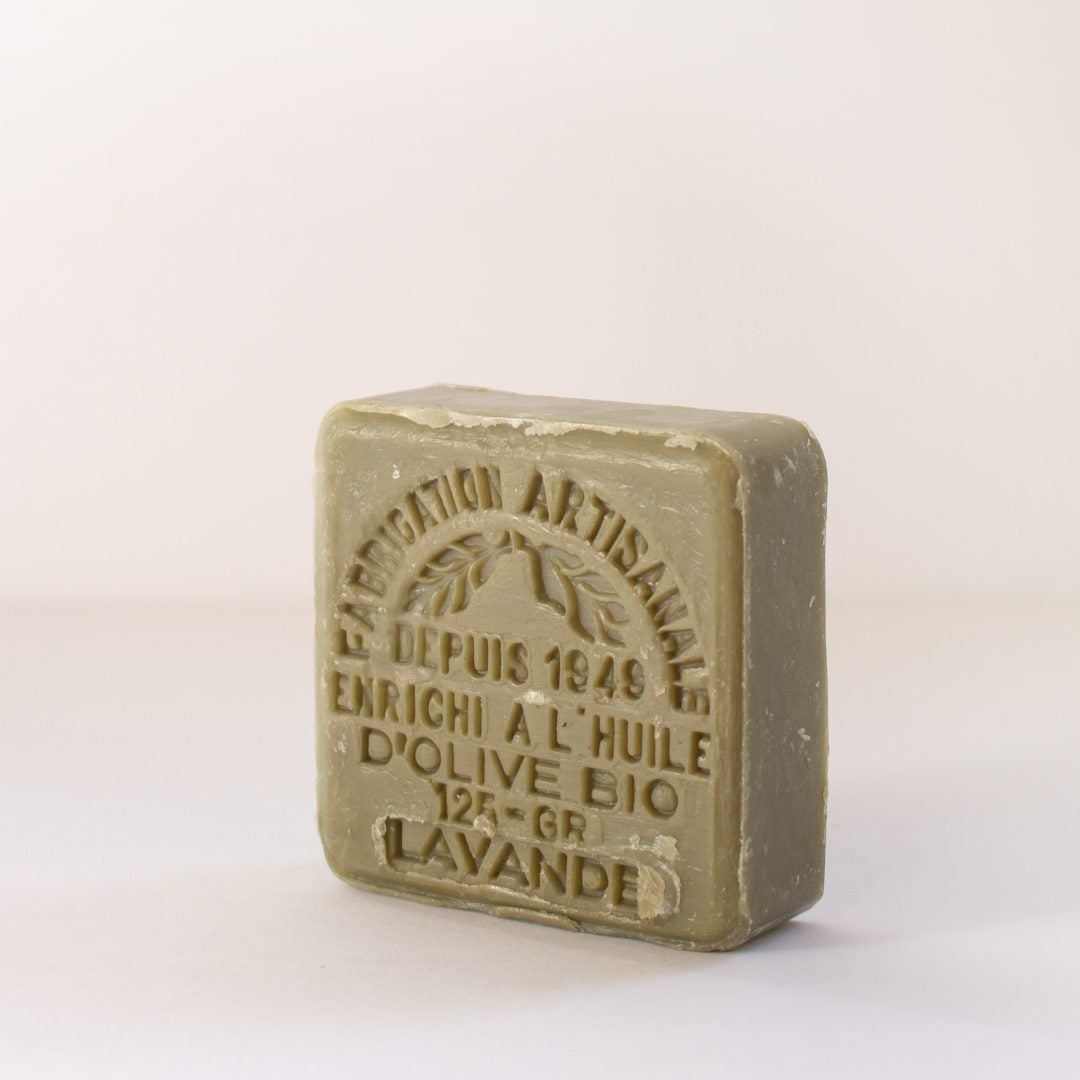 FABRICATION ARTISANALE
DEPUIS 1949
ENRICHI A L'HUILE
D'OLIVE BIO
125-GR
LAVANDE